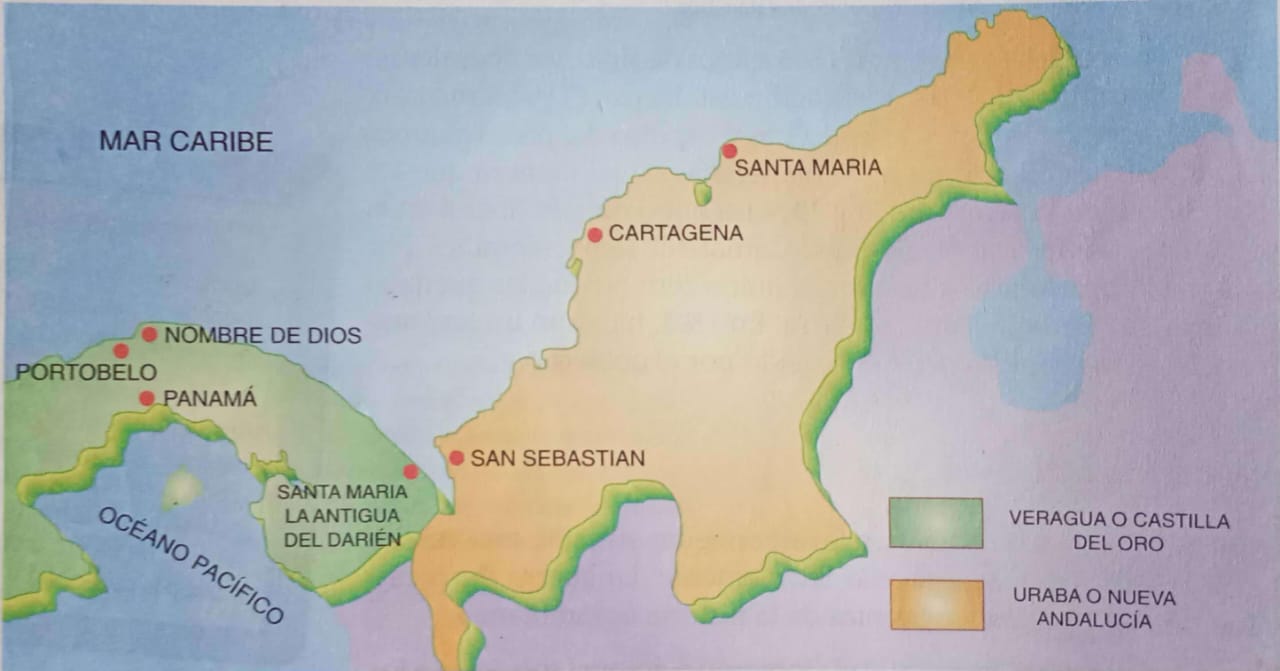 MAR CARIBE
SANTA MARIA
CARTAGENA
NOMBRE DE DIOS
PORTOBELO
PANAMÁ
SAN SEBASTIAN
SANTA MARIA
LA ANTIGUA
DEL DARIÉN
OCÉANO PACÍFICO
VERAGUA O CASTILLA
DEL ORO
URABA O NUEVA
ANDALUCÍA